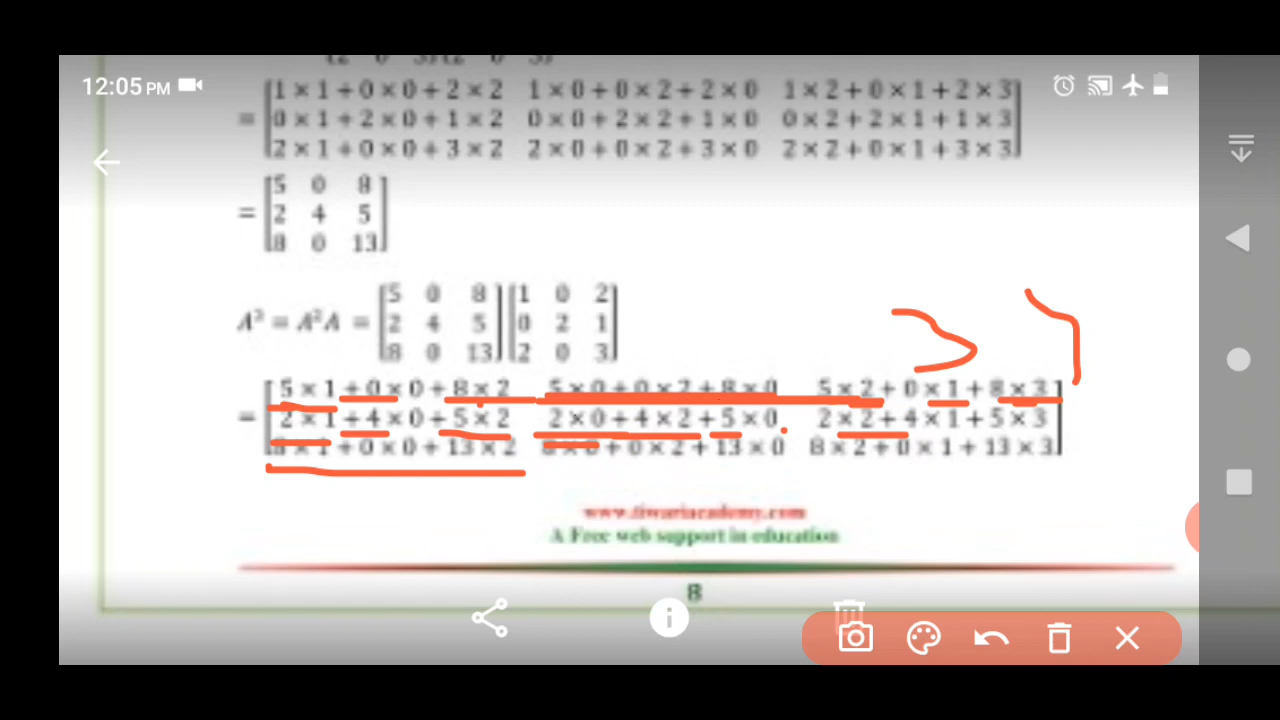 12:05 PM
= [1 × 1 + 0 × 0 + 2 × 2 1 × 0 + 0 × 2 + 2 × 0 1 × 2 + 0 × 1 + 2 × 3]
[0 × 1 + 2 × 0 + 1 × 2 0 × 0 + 2 × 2 + 1 × 0 0 × 2 + 2 × 1 + 1 × 3]
[2 × 1 + 0 × 0 + 3 × 2 2 × 0 + 0 × 2 + 3 × 0 2 × 2 + 0 × 1 + 3 × 3]
[5 0 8]
= [2 4 5]
[8 0 13]
[5 0 8] [1 0 2]
A³ = A²A = [2 4 5] [0 2 1]
[8 0 13] [2 0 3]
[5 × 1 + 0 × 0 + 8 × 2 5 × 0 + 0 × 2 + 8 × 0 5 × 2 + 0 × 1 + 8 × 3]
= [2 × 1 + 4 × 0 + 5 × 2 2 × 0 + 4 × 2 + 5 × 0 2 × 2 + 4 × 1 + 5 × 3]
[8 × 1 + 0 × 0 + 13 × 2 8 × 0 + 0 × 2 + 13 × 0 8 × 2 + 0 × 1 + 13 × 3]
www.tiwariacademy.com
A Free web support in education
8